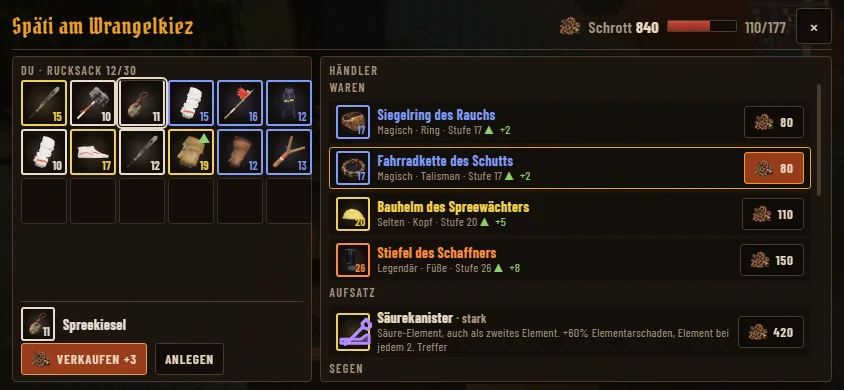 Späti am Wrangelkiez
Schrott 840
110/177
×
DU · RUCKSACK 12/30
15 10 11 15 16 12
10 17 12 19 12 13
11 Spreekiesel
VERKAUFEN +3
ANLEGEN
HÄNDLER
WAREN
Siegelring des Rauchs
17 Magisch · Ring · Stufe 17 ▲ +2
80
Fahrradkette des Schutts
17 Magisch · Talisman · Stufe 17 ▲ +2
80
Bauhelm des Spreewächters
20 Selten · Kopf · Stufe 20 ▲ +5
110
Stiefel des Schaffners
26 Legendär · Füße · Stufe 26 ▲ +8
150
AUFSATZ
Säurekanister · stark
Säure-Element, auch als zweites Element. +60% Elementarschaden, Element bei
jedem 2. Treffer
420
SEGEN